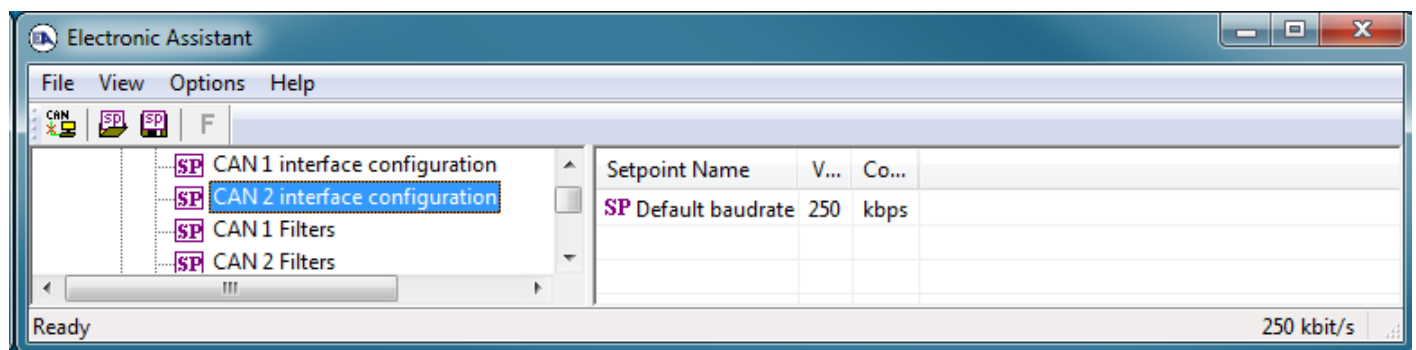 EA Electronic Assistant
File View Options Help
CAN SP SP F
SP CAN 1 interface configuration
SP CAN 2 interface configuration
SP CAN 1 Filters
SP CAN 2 Filters
Setpoint Name V... Co...
SP Default baudrate 250 kbps
Ready 250 kbit/s